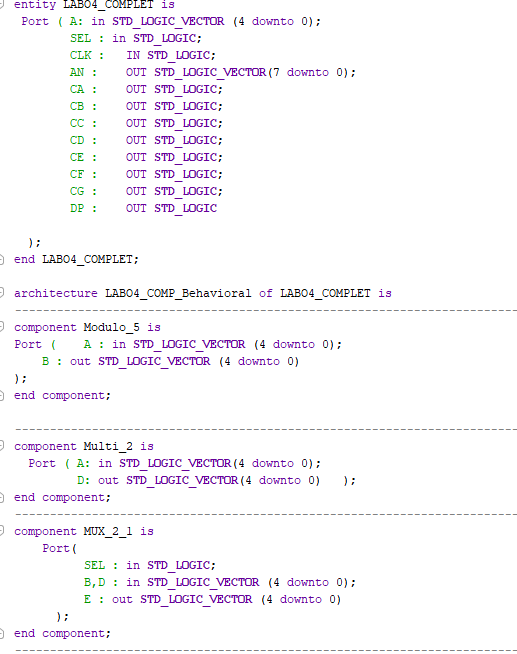 entity LABO4_COMPLET is
Port ( A: in STD_LOGIC_VECTOR (4 downto 0);
SEL : in STD_LOGIC;
CLK : IN STD_LOGIC;
AN : OUT STD_LOGIC_VECTOR(7 downto 0);
CA : OUT STD_LOGIC;
CB : OUT STD_LOGIC;
CC : OUT STD_LOGIC;
CD : OUT STD_LOGIC;
CE : OUT STD_LOGIC;
CF : OUT STD_LOGIC;
CG : OUT STD_LOGIC;
DP : OUT STD_LOGIC
);
end LABO4_COMPLET;
architecture LABO4_COMP_Behavioral of LABO4_COMPLET is
------------------------------------------------------------------------
component Modulo_5 is
Port ( A : in STD_LOGIC_VECTOR (4 downto 0);
B : out STD_LOGIC_VECTOR (4 downto 0)
);
end component;
------------------------------------------------------------------------
component Multi_2 is
Port ( A: in STD_LOGIC_VECTOR(4 downto 0);
D: out STD_LOGIC_VECTOR(4 downto 0) );
end component;
------------------------------------------------------------------------
component MUX_2_1 is
Port(
SEL : in STD_LOGIC;
B,D : in STD_LOGIC_VECTOR (4 downto 0);
E : out STD_LOGIC_VECTOR (4 downto 0)
);
end component;
------------------------------------------------------------------------